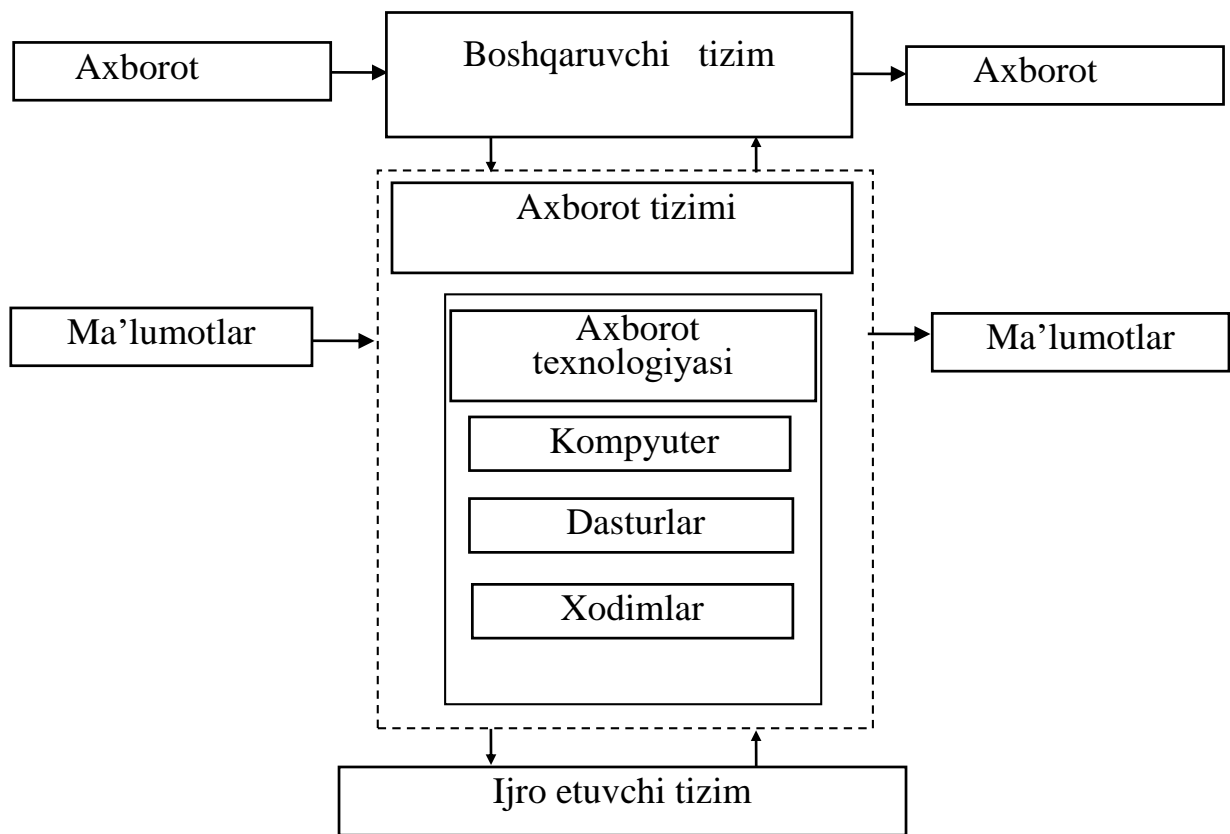 Axborot
Boshqaruvchi tizim
Axborot
Axborot tizimi
Ma’lumotlar
Axborot
texnologiyasi
Ma’lumotlar
Kompyuter
Dasturlar
Xodimlar
Ijro etuvchi tizim